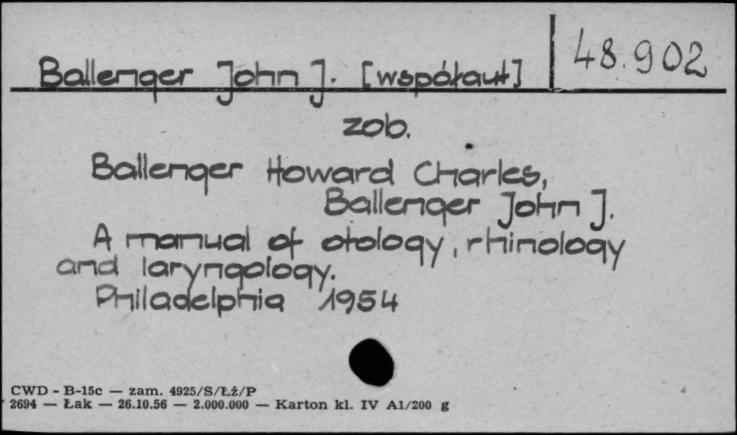 Ballenger John J. [współaut] 48.902
zob.
Ballenger Howard Charles,
Ballenger John J.
A manual of otology, rhinology
and laryngology.
Philadelphia 1954
CWD - B-15c — zam. 4925/S/Łż/P
2694 — Łak — 26.10.56 — 2.000.000 — Karton kl. IV A1/200 g